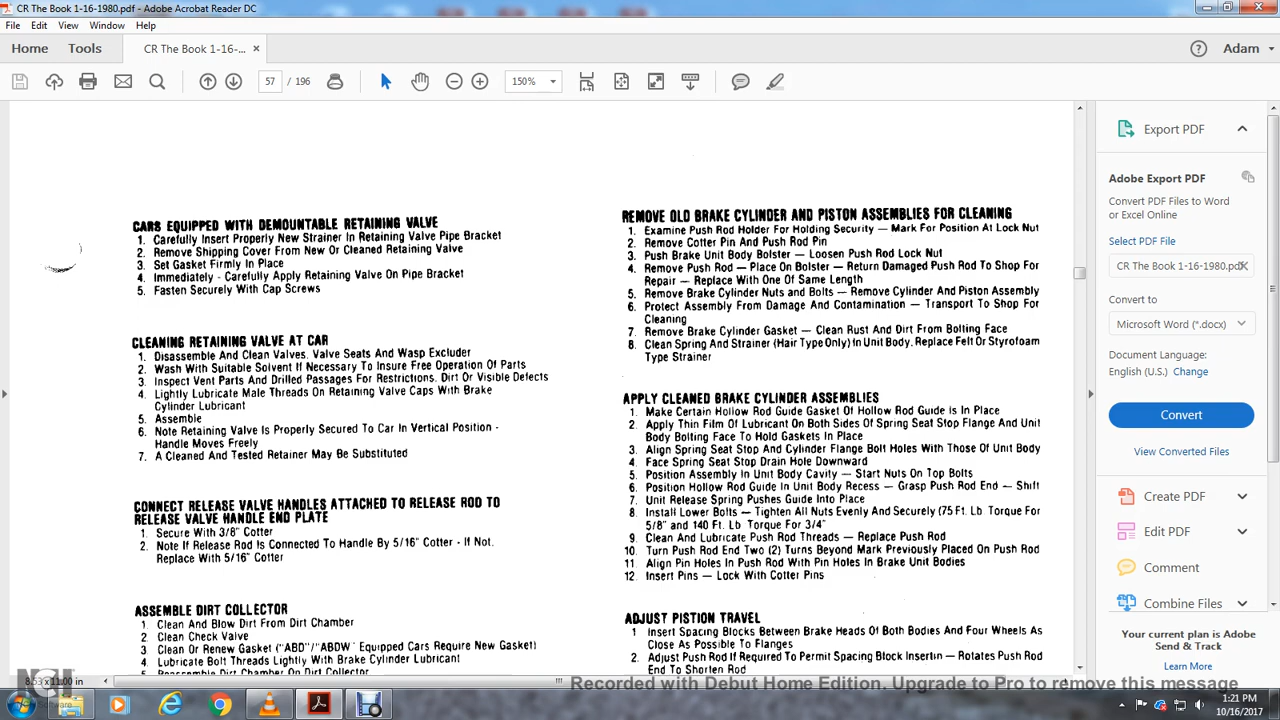 CR The Book 1-16-1980.pdf - Adobe Acrobat Reader DC
File Edit View Window Help
Home Tools CR The Book 1-16-... × Adam
57 / 196 150%
CARS EQUIPPED WITH DEMOUNTABLE RETAINING VALVE
1. Carefully Insert Properly New Strainer In Retaining Valve Pipe Bracket
2. Remove Shipping Cover From New Or Cleaned Retaining Valve
3. Set Gasket Firmly In Place
4. Immediately - Carefully Apply Retaining Valve On Pipe Bracket
5. Fasten Securely With Cap Screws
CLEANING RETAINING VALVE AT CAR
1. Disassemble And Clean Valves, Valve Seats And Wasp Excluder
2. Wash With Suitable Solvent If Necessary To Insure Free Operation Of Parts
3. Inspect Vent Parts And Drilled Passages For Restrictions, Dirt Or Visible Defects
4. Lightly Lubricate Male Threads On Retaining Valve Caps With Brake
Cylinder Lubricant
5. Assemble
6. Note Retaining Valve Is Properly Secured To Car In Vertical Position -
Handle Moves Freely
7. A Cleaned And Tested Retainer May Be Substituted
CONNECT RELEASE VALVE HANDLES ATTACHED TO RELEASE ROD TO
RELEASE VALVE HANDLE END PLATE
1. Secure With 3/8" Cotter
2. Note If Release Rod Is Connected To Handle By 5/16" Cotter - If Not,
Replace With 5/16" Cotter
ASSEMBLE DIRT COLLECTOR
1. Clean And Blow Dirt From Dirt Chamber
2. Clean Check Valve
3. Clean Or Renew Gasket ("ABD"/"ABDW" Equipped Cars Require New Gasket)
4. Lubricate Bolt Threads Lightly With Brake Cylinder Lubricant
5. Reassemble Dirt Chamber On Dirt Collector
REMOVE OLD BRAKE CYLINDER AND PISTON ASSEMBLIES FOR CLEANING
1. Examine Push Rod Holder For Holding Security — Mark For Position At Lock Nut
2. Remove Cotter Pin And Push Rod Pin
3. Push Brake Unit Body Bolster — Loosen Push Rod Lock Nut
4. Remove Push Rod — Place On Bolster — Return Damaged Push Rod To Shop For
Repair — Replace With One Of Same Length
5. Remove Brake Cylinder Nuts and Bolts — Remove Cylinder And Piston Assembly
6. Protect Assembly From Damage And Contamination — Transport To Shop For
Cleaning
7. Remove Brake Cylinder Gasket — Clean Rust And Dirt From Bolting Face
8. Clean Spring And Strainer (Hair Type Only) In Unit Body, Replace Felt Or Styrofoam
Type Strainer
APPLY CLEANED BRAKE CYLINDER ASSEMBLIES
1. Make Certain Hollow Rod Guide Gasket Of Hollow Rod Guide Is In Place
2. Apply Thin Film Of Lubricant On Both Sides Of Spring Seat Stop Flange And Unit
Body Bolting Face To Hold Gaskets In Place
3. Align Spring Seat Stop And Cylinder Flange Bolt Holes With Those Of Unit Body
4. Face Spring Seat Stop Drain Hole Downward
5. Position Assembly In Unit Body Cavity — Start Nuts On Top Bolts
6. Position Hollow Rod Guide In Unit Body Recess — Grasp Push Rod End — Shift
7. Unit Release Spring Pushes Guide Into Place
8. Install Lower Bolts — Tighten All Nuts Evenly And Securely (75 Ft. Lb Torque For
5/8" and 140 Ft. Lb Torque For 3/4"
9. Clean And Lubricate Push Rod Threads — Replace Push Rod
10. Turn Push Rod End Two (2) Turns Beyond Mark Previously Placed On Push Rod
11. Align Pin Holes In Push Rod With Pin Holes In Brake Unit Bodies
12. Insert Pins — Lock With Cotter Pins
ADJUST PISTION TRAVEL
1 Insert Spacing Blocks Between Brake Heads Of Both Bodies And Four Wheels As
Close As Possible To Flanges
2. Adjust Push Rod If Required To Permit Spacing Block Insertin — Rotates Push Rod
End To Shorten Rod
Export PDF
Adobe Export PDF
Convert PDF Files to Word
or Excel Online
Select PDF File
CR The Book 1-16-1980.pdf
Convert to
Microsoft Word (*.docx)
Document Language:
English (U.S.) Change
Convert
View Converted Files
Create PDF
Edit PDF
Comment
Combine Files
Your current plan is Adobe
Send & Track
Learn More
8.53 x 11.00 in
Recorded with Debut Home Edition. Upgrade to Pro to remove this message
1:21 PM
10/16/2017